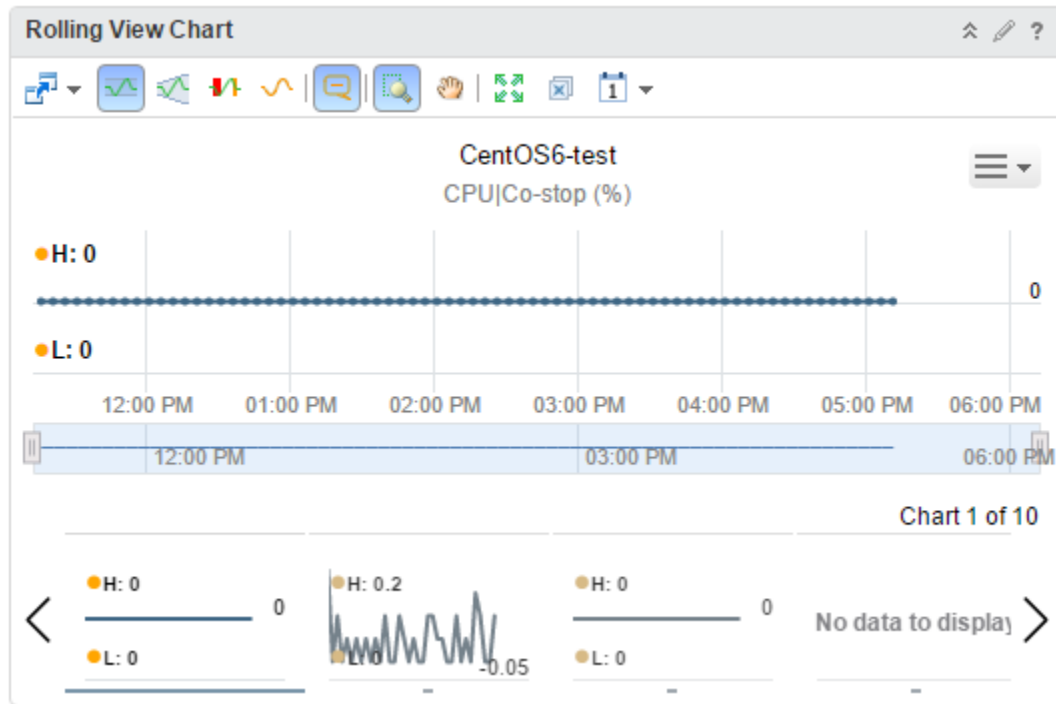 Rolling View Chart ?
1
CentOS6-test
CPU|Co-stop (%)
H: 0
0
L: 0
12:00 PM 01:00 PM 02:00 PM 03:00 PM 04:00 PM 05:00 PM 06:00 PM
12:00 PM 03:00 PM 06:00 PM
Chart 1 of 10
H: 0 H: 0.2 H: 0
0 0 No data to display
L: 0 L: 0 -0.05 L: 0